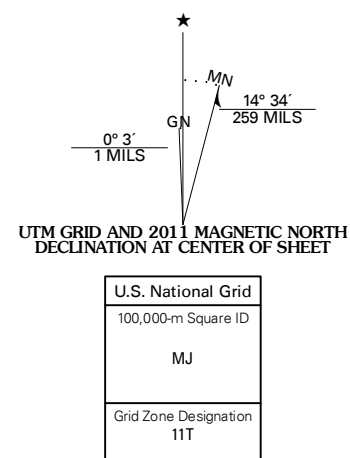 ★
MN
GN
14° 34´
259 MILS
0° 3´
1 MILS
UTM GRID AND 2011 MAGNETIC NORTH
DECLINATION AT CENTER OF SHEET
U.S. National Grid
100,000-m Square ID
MJ
Grid Zone Designation
11T